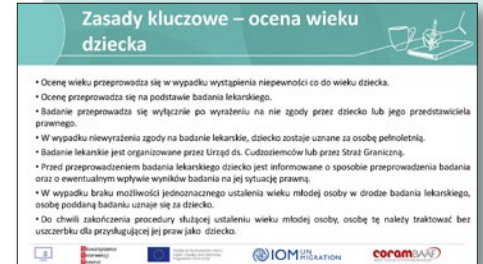 Zasady kluczowe – ocena wieku
dziecka
• Ocenę wieku przeprowadza się w wypadku wystąpienia niepewności co do wieku dziecka.
• Ocenę przeprowadza się na podstawie badania lekarskiego.
• Badanie przeprowadza się wyłącznie po wyrażeniu na nie zgody przez dziecko lub jego przedstawiciela
prawnego.
• W wypadku niewyrażenia zgody na badanie lekarskie, dziecko zostaje uznane za osobę pełnoletnią.
• Badanie lekarskie jest organizowane przez Urząd ds. Cudzoziemców lub przez Straż Graniczną.
• Przed przeprowadzeniem badania lekarskiego dziecko jest informowane o sposobie przeprowadzenia badania
oraz o ewentualnym wpływie wyników badania na jej sytuację prawną.
• W wypadku braku możliwości jednoznacznego ustalenia wieku młodej osoby w drodze badania lekarskiego,
osobę poddaną badaniu uznaje się za dziecko.
• Do chwili zakończenia procedury służącej ustaleniu wieku młodej osoby, osobę tę należy traktować bez
uszczerbku dla przysługującej jej praw jako dziecko.
IOM UN MIGRATION
coramBAAF